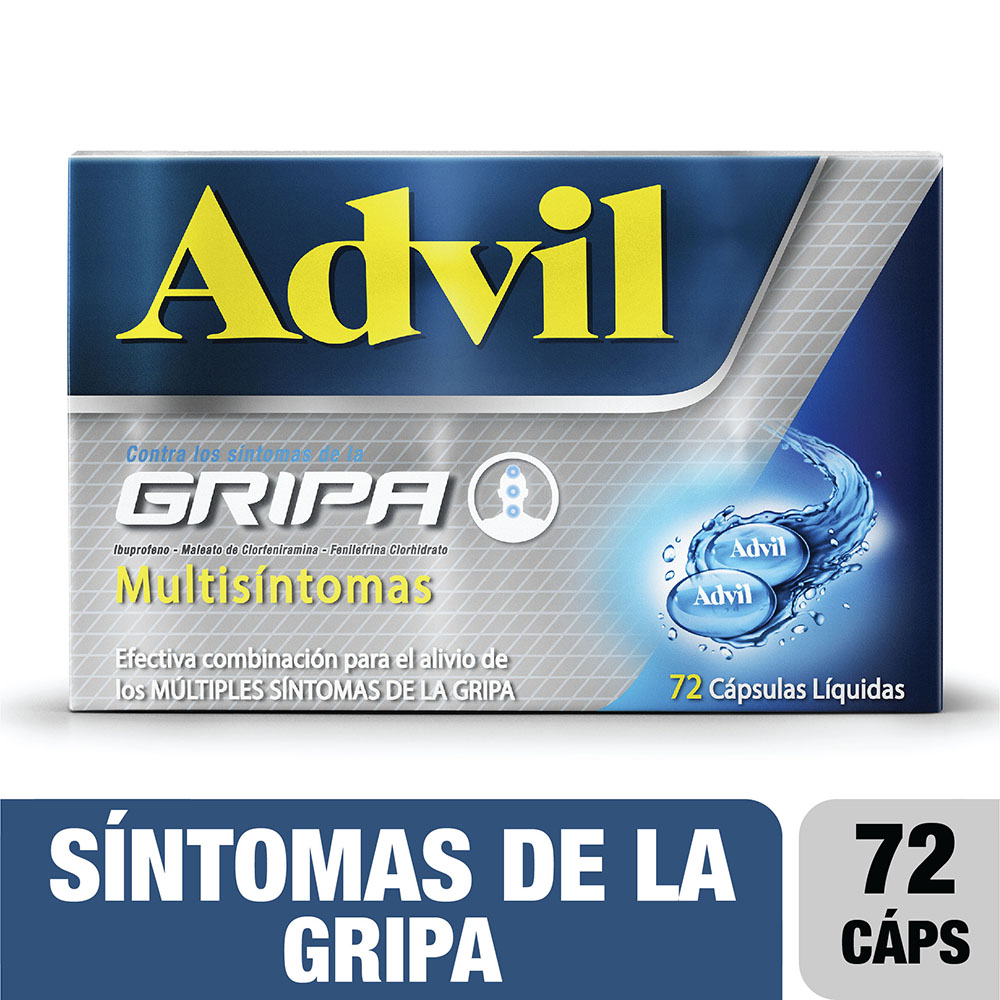 Advil
Contra los síntomas de la
GRIPA
Ibuprofeno - Maleato de Clorfeniramina - Fenilefrina Clorhidrato
Multisíntomas
Efectiva combinación para el alivio de
los MÚLTIPLES SÍNTOMAS DE LA GRIPA
Advil
Advil
72 Cápsulas Líquidas
SÍNTOMAS DE LA
GRIPA
72
CÁPS